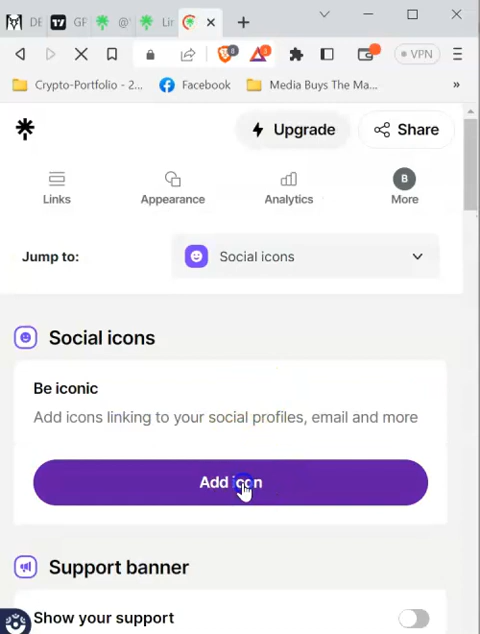 DE
GF
@
Lir
8
3
VPN
Crypto-Portfolio - 2...
Facebook
Media Buys The Ma...
»
Upgrade
Share
B
Links
Appearance
Analytics
More
Jump to:
Social icons
Social icons
Be iconic
Add icons linking to your social profiles, email and more
Add icon
Support banner
Show your support